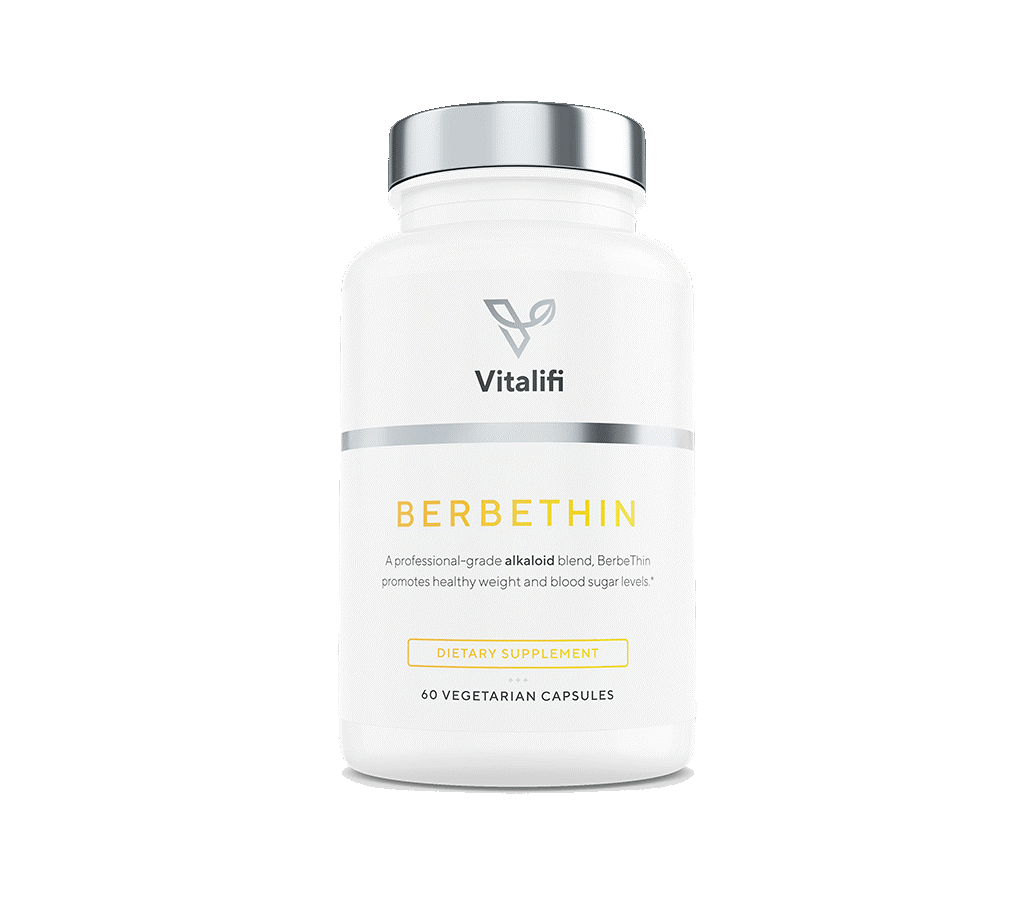 Vitalifi
BERBETHIN
A professional-grade alkaloid blend, BerbeThin
promotes healthy weight and blood sugar levels.*
DIETARY SUPPLEMENT
60 VEGETARIAN CAPSULES